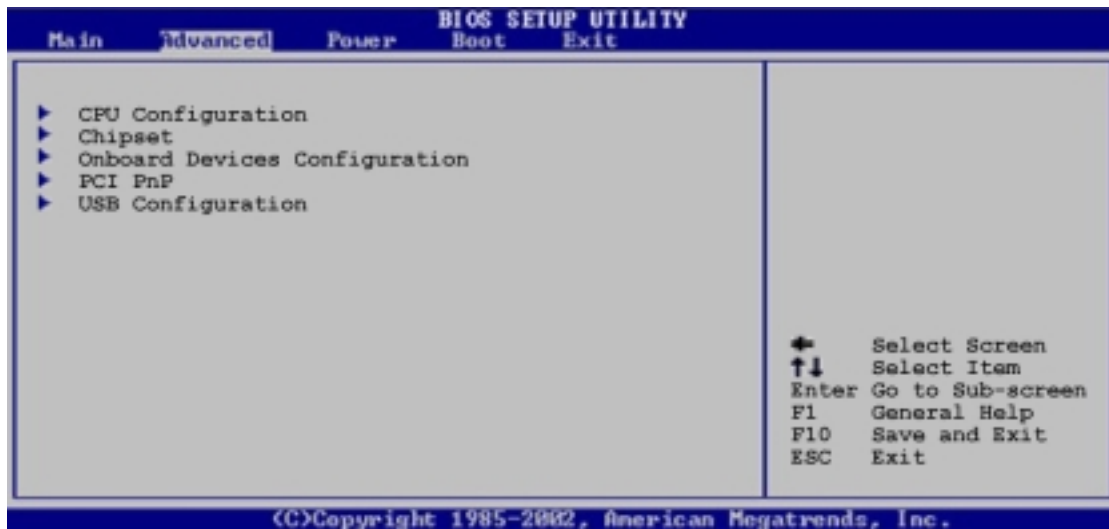 BIOS SETUP UTILITY
Main Advanced Power Boot Exit
CPU Configuration
Chipset
Onboard Devices Configuration
PCI PnP
USB Configuration
Select Screen
Select Item
Enter Go to Sub-screen
F1 General Help
F10 Save and Exit
ESC Exit
(C)Copyright 1985-2002, American Megatrends, Inc.